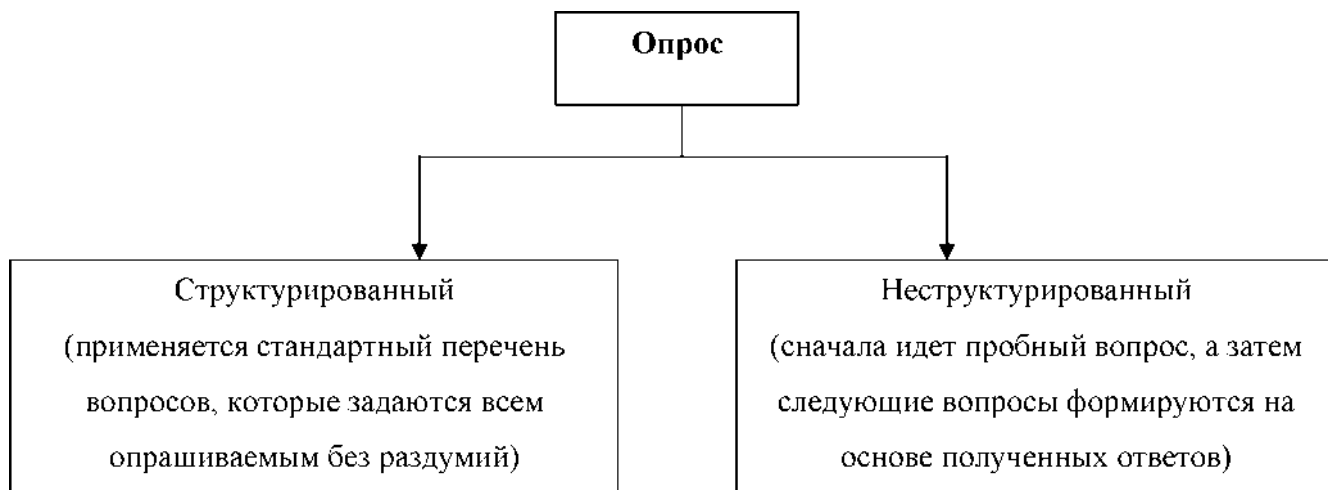 Опрос
Структурированный
(применяется стандартный перечень
вопросов, которые задаются всем
опрашиваемым без раздумий)
Неструктурированный
(сначала идет пробный вопрос, а затем
следующие вопросы формируются на
основе полученных ответов)